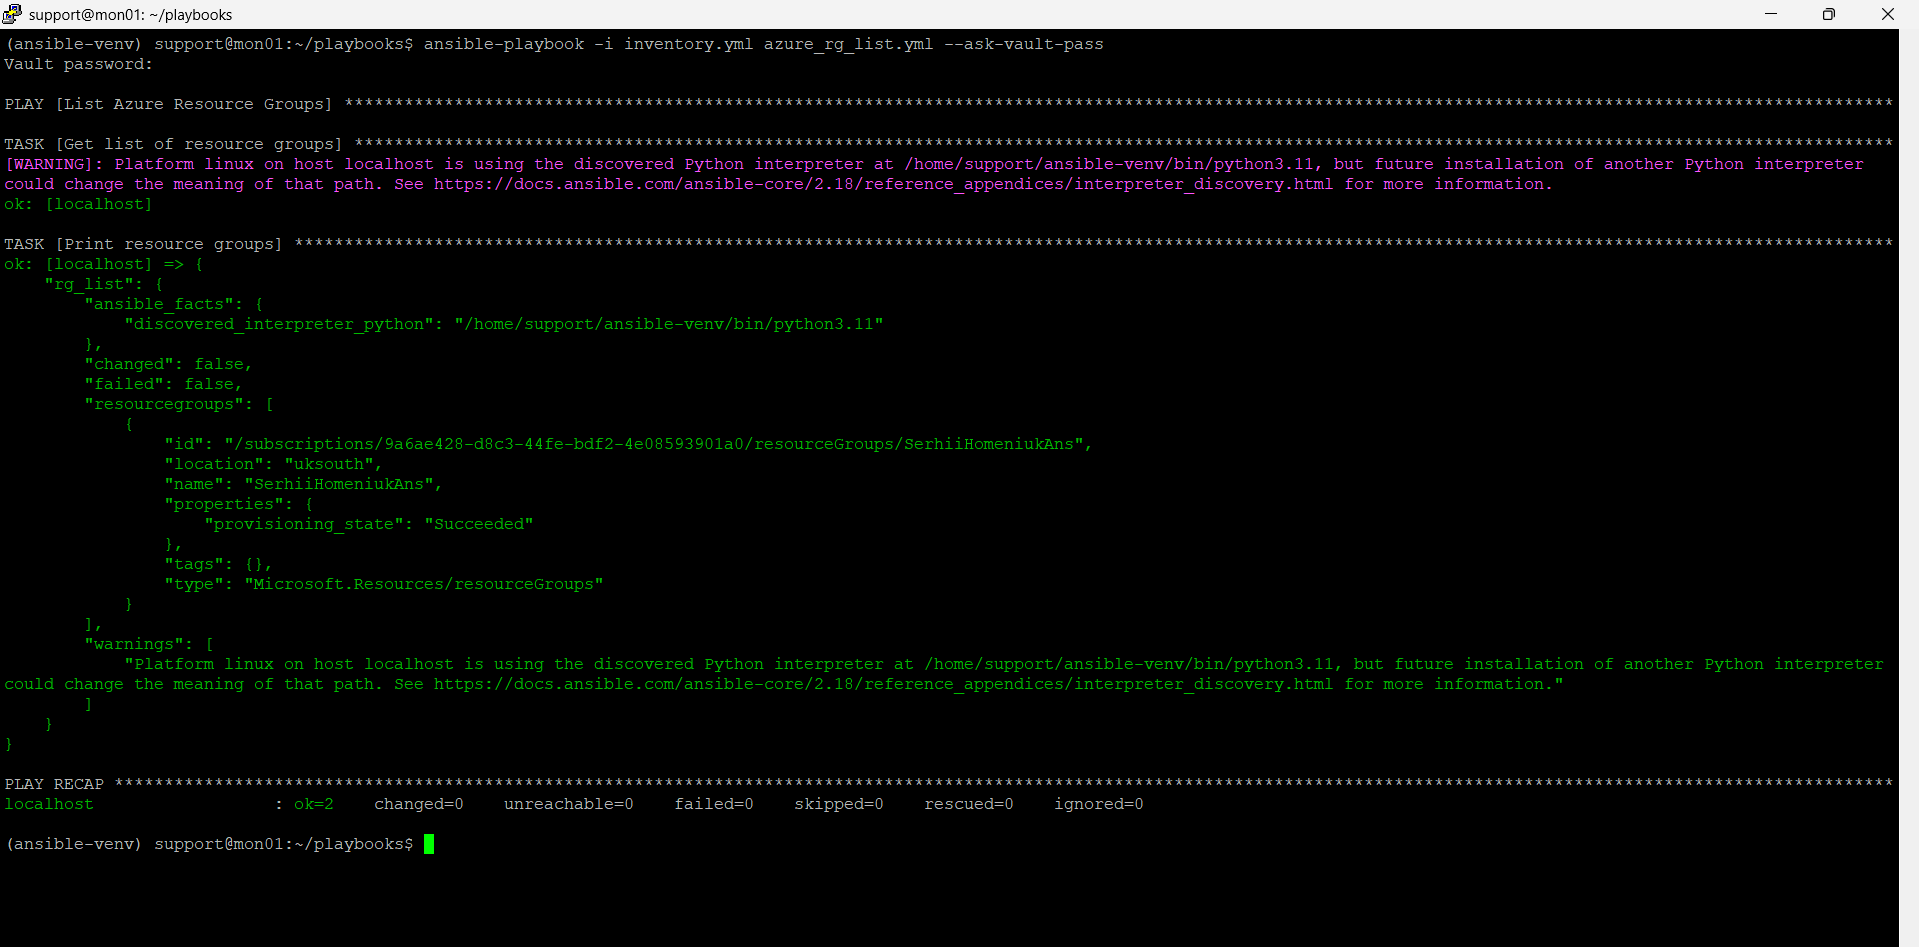 support@mon01: ~/playbooks
(ansible-venv) support@mon01:~/playbooks$ ansible-playbook -i inventory.yml azure_rg_list.yml --ask-vault-pass
Vault password:
PLAY [List Azure Resource Groups] ***********************************************************************************************************************************************************
TASK [Get list of resource groups] **********************************************************************************************************************************************************
[WARNING]: Platform linux on host localhost is using the discovered Python interpreter at /home/support/ansible-venv/bin/python3.11, but future installation of another Python interpreter
could change the meaning of that path. See https://docs.ansible.com/ansible-core/2.18/reference_appendices/interpreter_discovery.html for more information.
ok: [localhost]
TASK [Print resource groups] ****************************************************************************************************************************************************************
ok: [localhost] => {
    "rg_list": {
        "ansible_facts": {
            "discovered_interpreter_python": "/home/support/ansible-venv/bin/python3.11"
        },
        "changed": false,
        "failed": false,
        "resourcegroups": [
            {
                "id": "/subscriptions/9a6ae428-d8c3-44fe-bdf2-4e08593901a0/resourceGroups/SerhiiHomeniukAns",
                "location": "uksouth",
                "name": "SerhiiHomeniukAns",
                "properties": {
                    "provisioning_state": "Succeeded"
                },
                "tags": {},
                "type": "Microsoft.Resources/resourceGroups"
            }
        ],
        "warnings": [
            "Platform linux on host localhost is using the discovered Python interpreter at /home/support/ansible-venv/bin/python3.11, but future installation of another Python interpreter
could change the meaning of that path. See https://docs.ansible.com/ansible-core/2.18/reference_appendices/interpreter_discovery.html for more information."
        ]
    }
}
PLAY RECAP **********************************************************************************************************************************************************************************
localhost                  : ok=2    changed=0    unreachable=0    failed=0    skipped=0    rescued=0    ignored=0
(ansible-venv) support@mon01:~/playbooks$